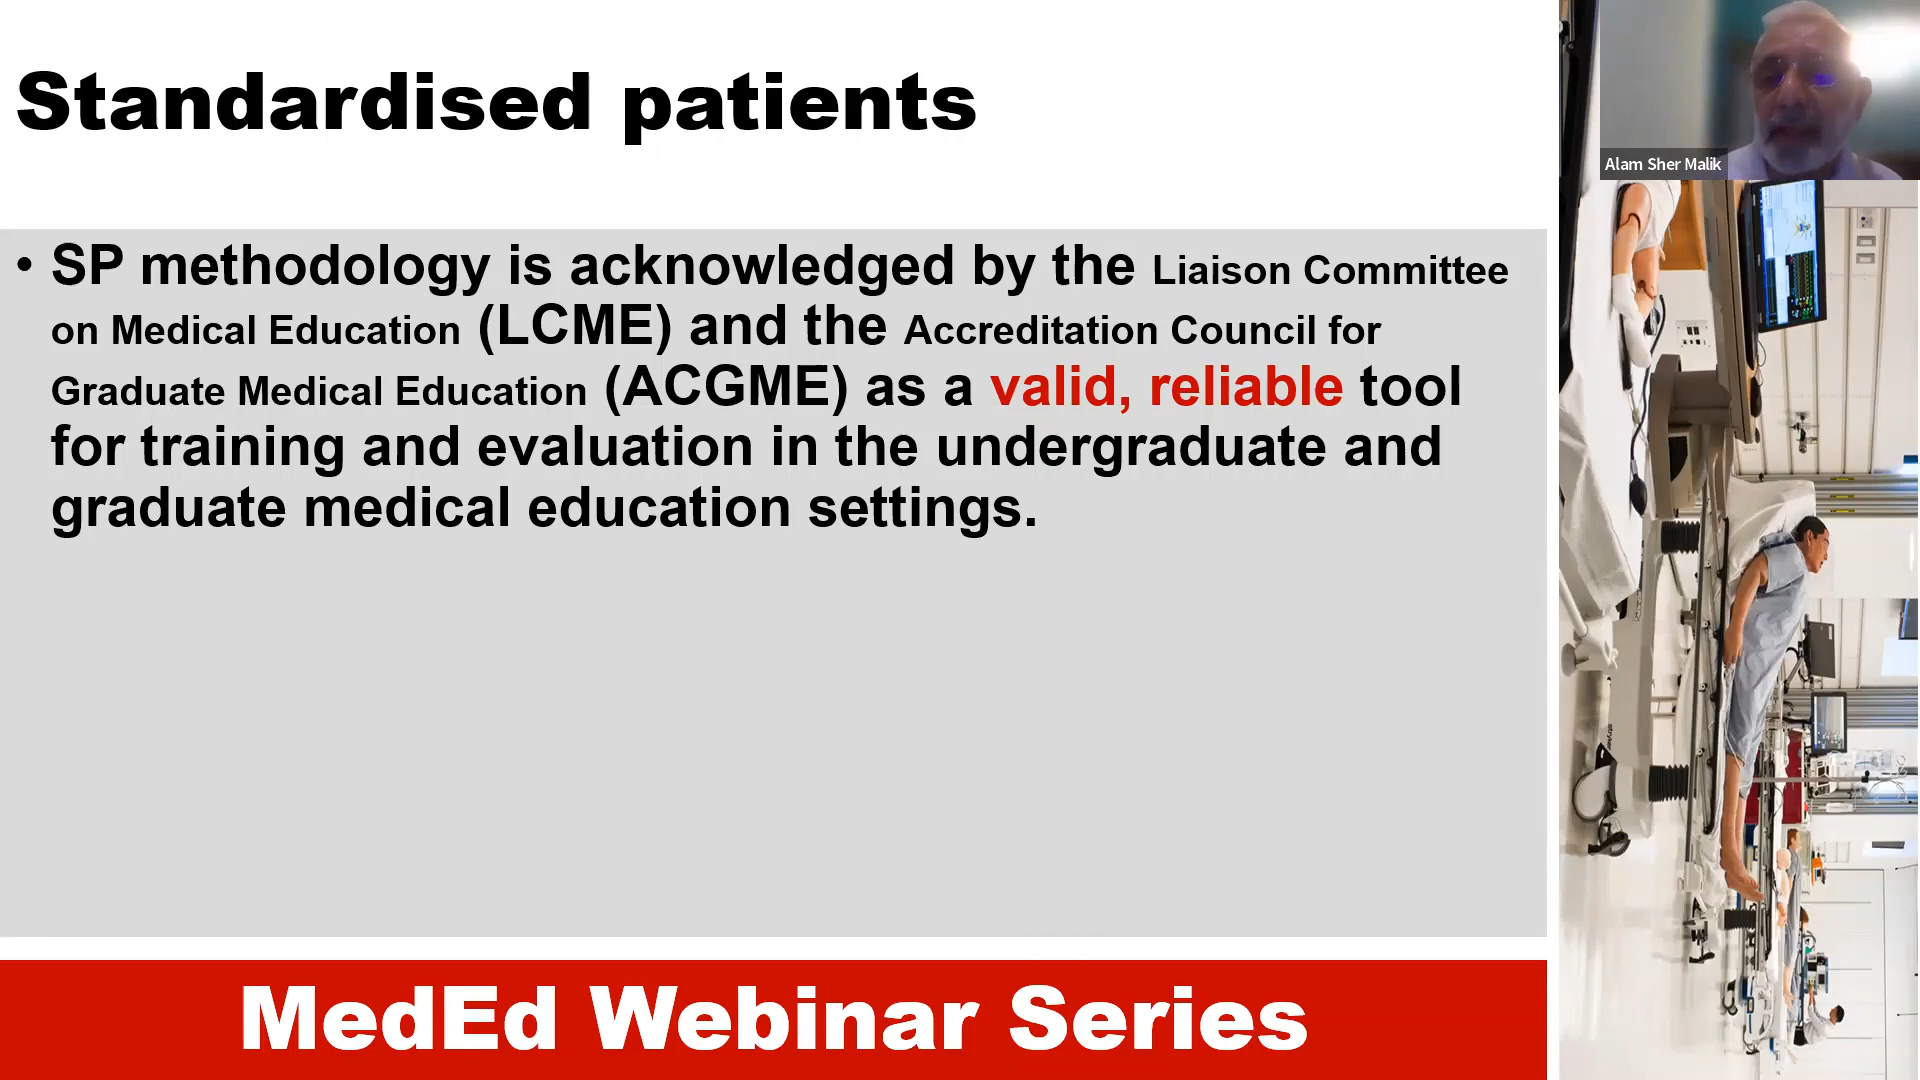 Standardised patients
• SP methodology is acknowledged by the Liaison Committee
on Medical Education (LCME) and the Accreditation Council for
Graduate Medical Education (ACGME) as a valid, reliable tool
for training and evaluation in the undergraduate and
graduate medical education settings.
MedEd Webinar Series
Alam Sher Malik